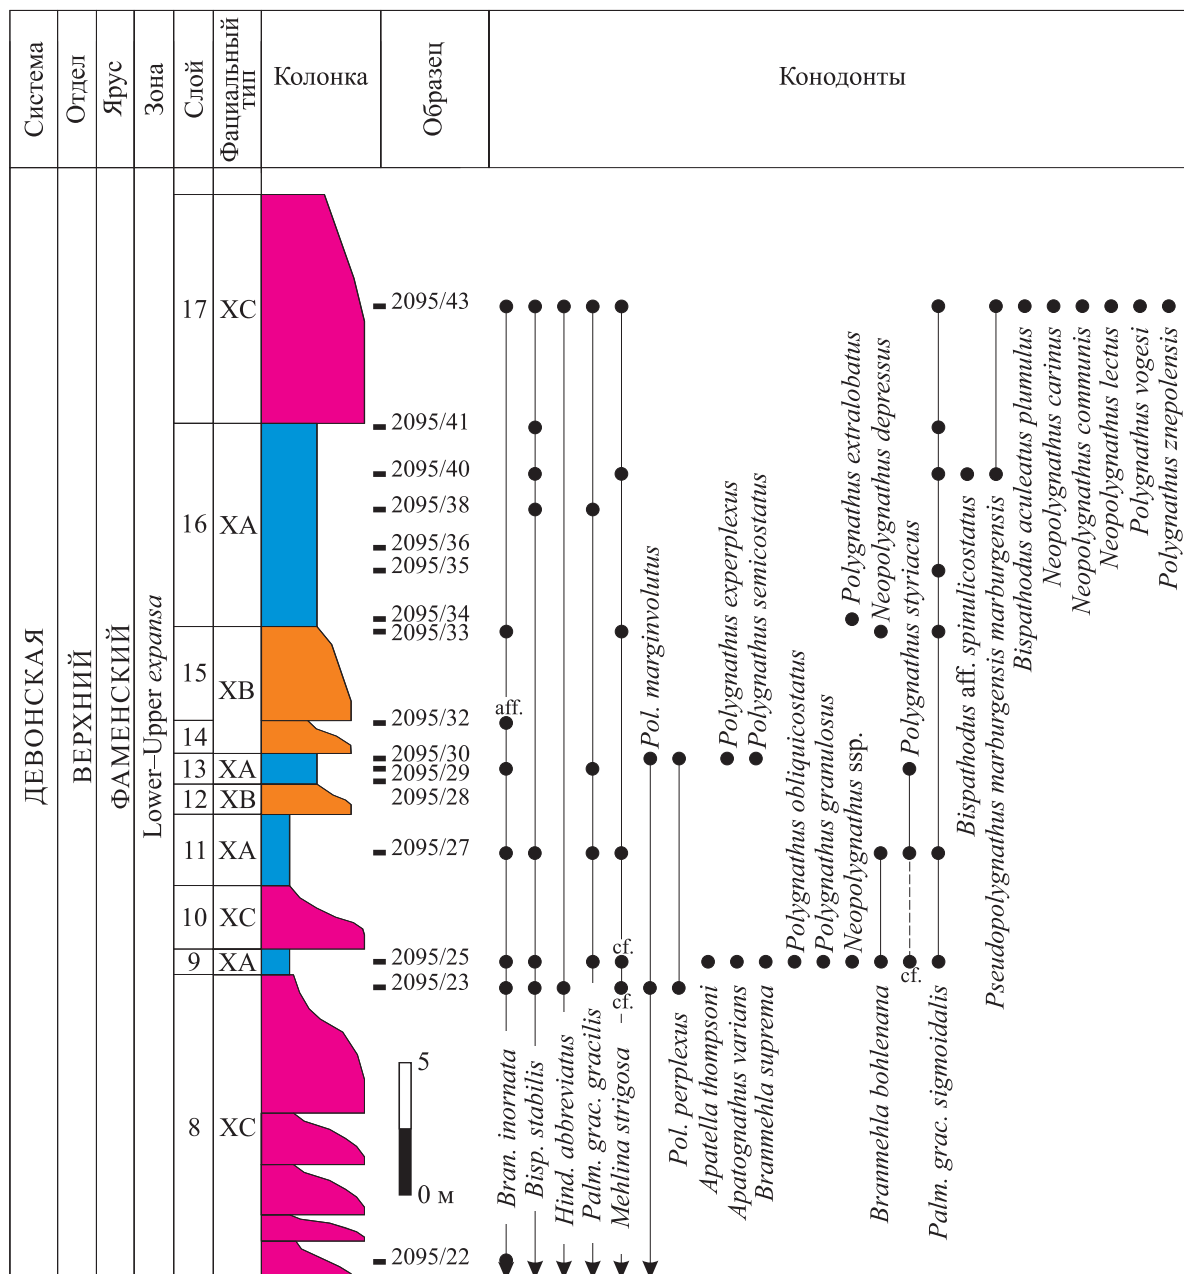 Система
Отдел
Ярус
Зона
Слой
Фациальный
тип
Колонка
Образец
Конодонты
ДЕВОНСКАЯ
ВЕРХНИЙ
ФАМЕНСКИЙ
Lower–Upper expansa
17 XC
16 XA
15
XB
14
13 XA
12 XB
11 XA
10 XC
9 XA
8 XC
2095/43
2095/41
2095/40
2095/38
2095/36
2095/35
2095/34
2095/33
2095/32
2095/30
2095/29
2095/28
2095/27
2095/25
2095/23
2095/22
5
0 м
aff.
cf.
cf.
cf.
Bran. inornata
Bisp. stabilis
Hind. abbreviatus
Palm. grac. gracilis
Mehlina strigosa
Pol. marginvolutus
Pol. perplexus
Apatella thompsoni
Apatognathus varians
Branmehla suprema
Polygnathus experplexus
Polygnathus semicostatus
Polygnathus obliquicostatus
Polygnathus granulosus
Neopolygnathus ssp.
Polygnathus extralobatus
Neopolygnathus depressus
Branmehla bohlenana
Polygnathus styriacus
Palm. grac. sigmoidalis
Bispathodus aff. spinulicostatus
Pseudopolygnathus marburgensis marburgensis
Bispathodus aculeatus plumulus
Neopolygnathus carinus
Neopolygnathus communis
Neopolygnathus lectus
Polygnathus vogesi
Polygnathus znepolensis